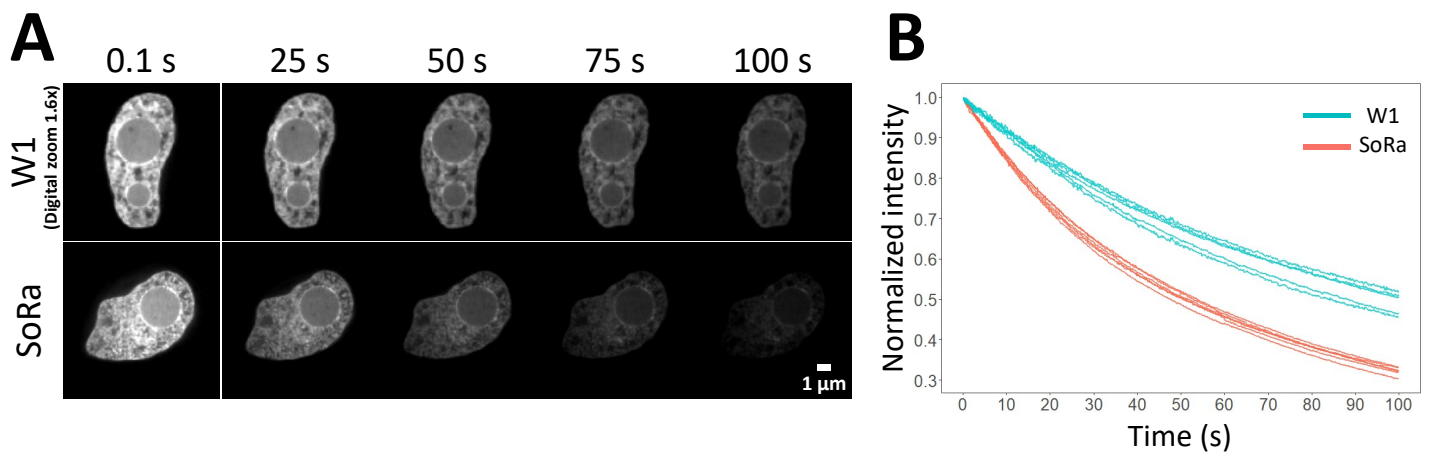 A
0.1 s 25 s 50 s 75 s 100 s
W1
(Digital zoom 1.6x)
SoRa
1 µm
B
Normalized intensity
1.0
0.9
0.8
0.7
0.6
0.5
0.4
0.3
W1
SoRa
0 10 20 30 40 50 60 70 80 90 100
Time (s)